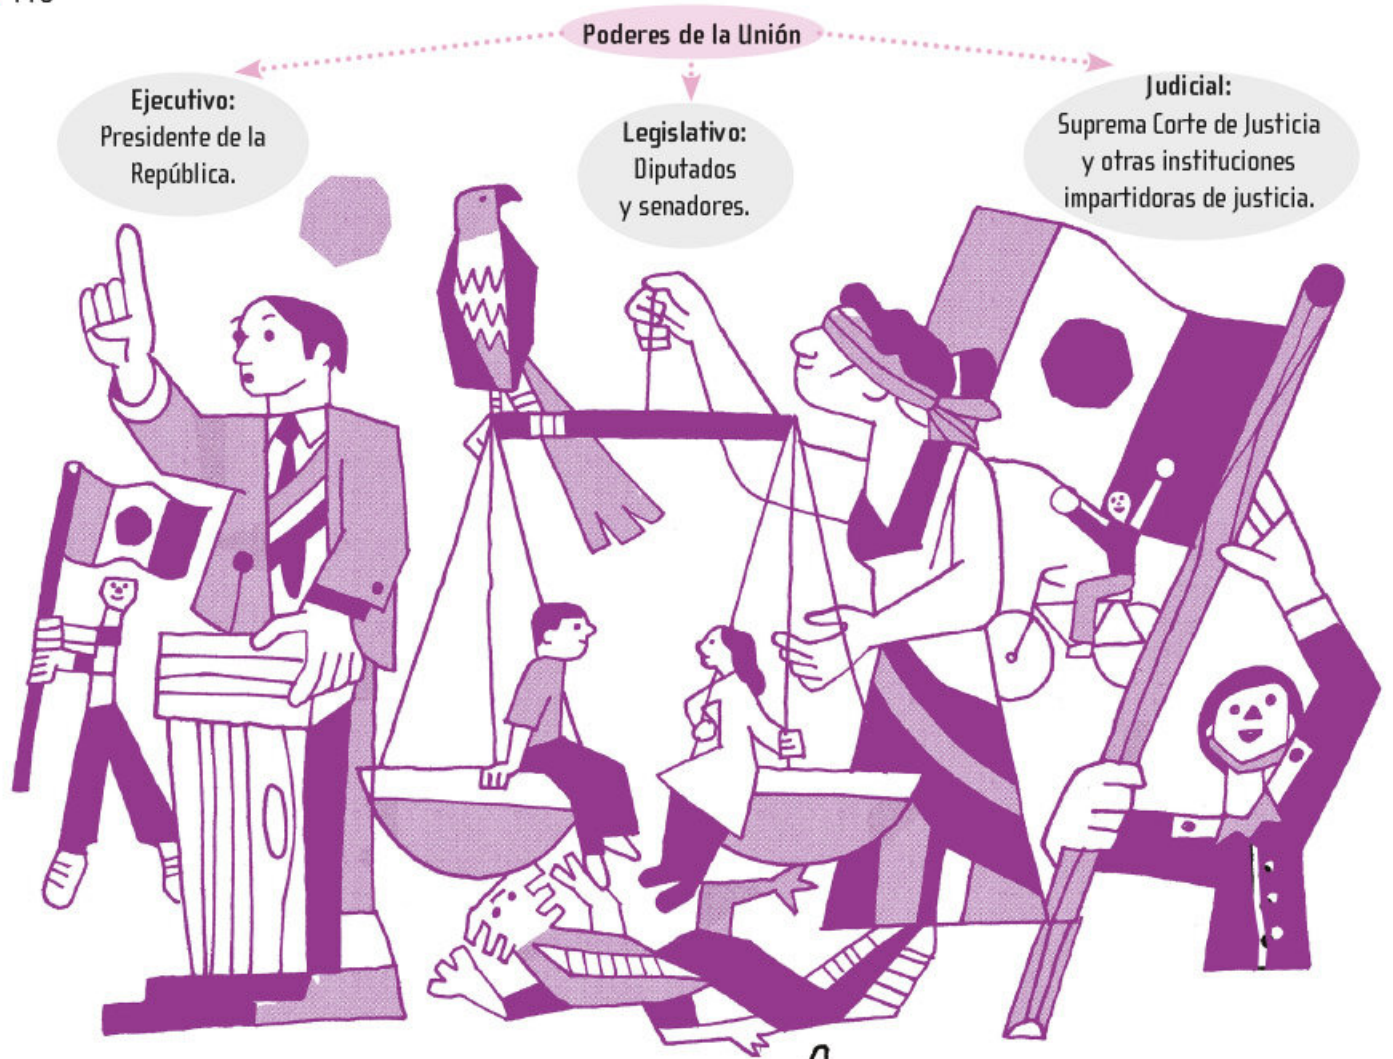 Poderes de la Unión
Ejecutivo:
Presidente de la
República.
Legislativo:
Diputados
y senadores.
Judicial:
Suprema Corte de Justicia
y otras instituciones
impartidoras de justicia.